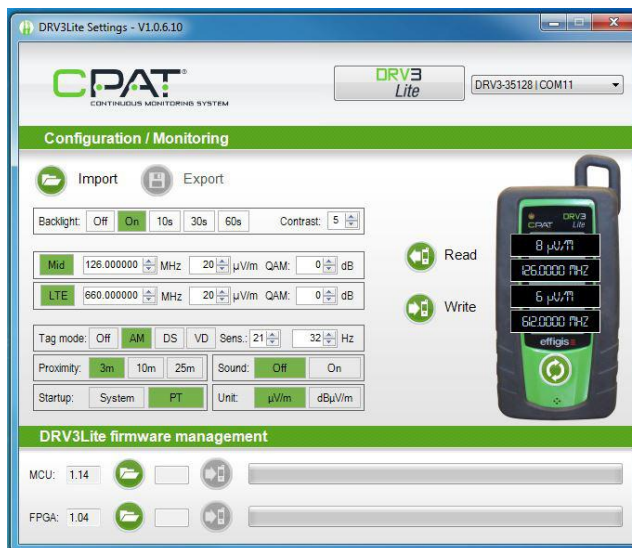 DRV3Lite Settings - V1.0.6.10
CPAT®
CONTINUOUS MONITORING SYSTEM
DRV3
Lite
DRV3-35128 | COM11
Configuration / Monitoring
Import Export
Backlight: Off On 10s 30s 60s Contrast: 5
Mid 126.000000 MHz 20 µV/m QAM: 0 dB
LTE 660.000000 MHz 20 µV/m QAM: 0 dB
Tag mode: Off AM DS VD Sens.: 21 32 Hz
Proximity: 3m 10m 25m Sound: Off On
Startup: System PT Unit: µV/m dBµV/m
Read
Write
DRV3
CPAT Lite
8 µV/m
126.0000 MHZ
6 µV/m
612.0000 MHZ
effigis
DRV3Lite firmware management
MCU: 1.14
FPGA: 1.04